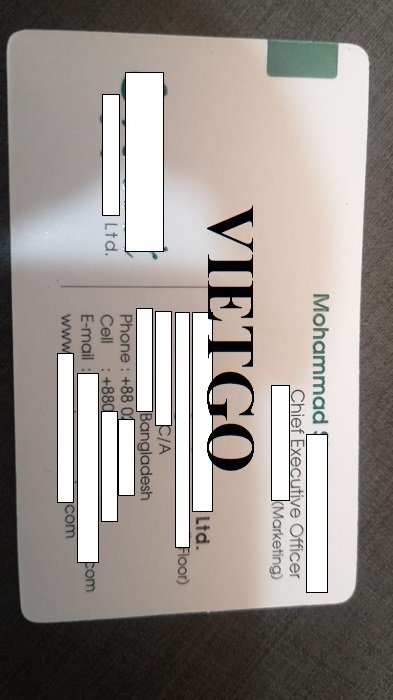 Mohammad
Chief Executive Officer
(Marketing)
VIETGO
Ltd.
Ltd.
Floor)
C/A
Bangladesh
Phone : +88 0
Cell : +880
E-mail : com
www. com